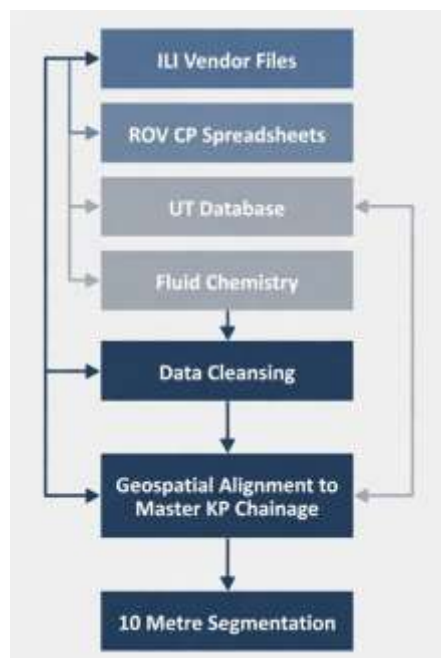 ILI Vendor Files
ROV CP Spreadsheets
UT Database
Fluid Chemistry
Data Cleansing
Geospatial Alignment to
Master KP Chainage
10 Metre Segmentation